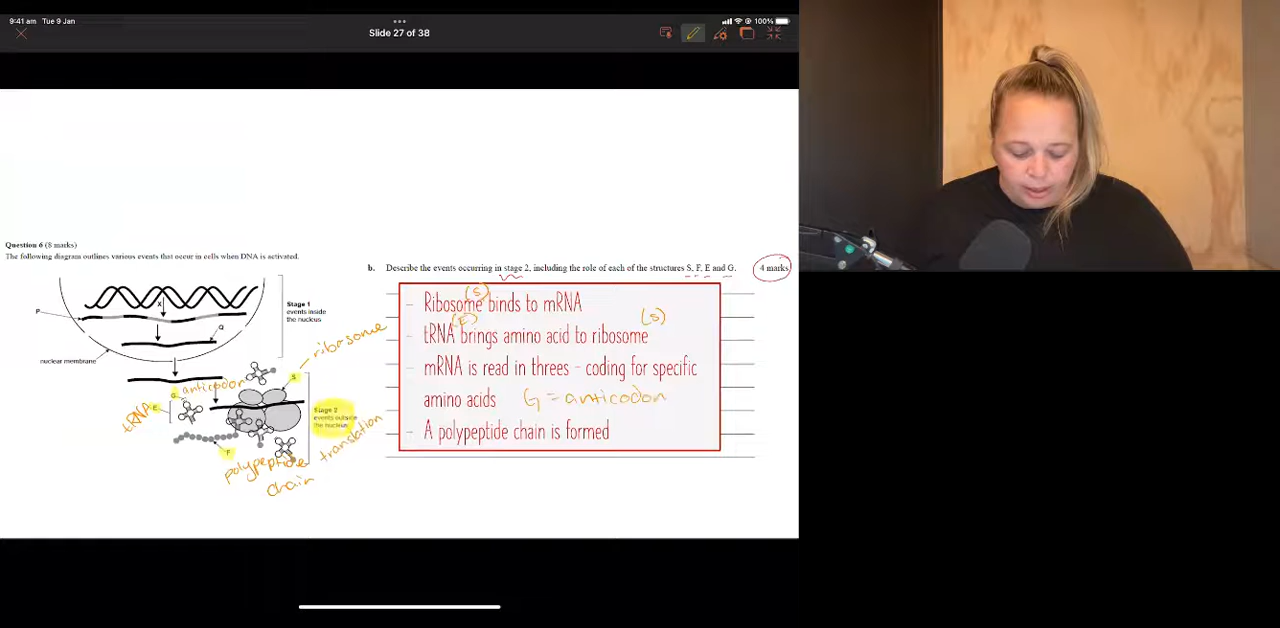 9:41 am Tue 9 Jan
100%
Slide 27 of 38
Question 6 (8 marks)
The following diagram outlines various events that occur in cells when DNA is activated.
P
X
Q
nuclear membrane
Stage 1
events inside
the nucleus
ribosome
S
anticodon
G
tRNA
E
Stage 2
events outside
the nucleus
translation
F
polypeptide
chain
b. Describe the events occurring in stage 2, including the role of each of the structures S, F, E and G.
4 marks
(S)
- Ribosome binds to mRNA
(E)
(S)
- tRNA brings amino acid to ribosome
- mRNA is read in threes - coding for specific
amino acids G = anticodon
- A polypeptide chain is formed